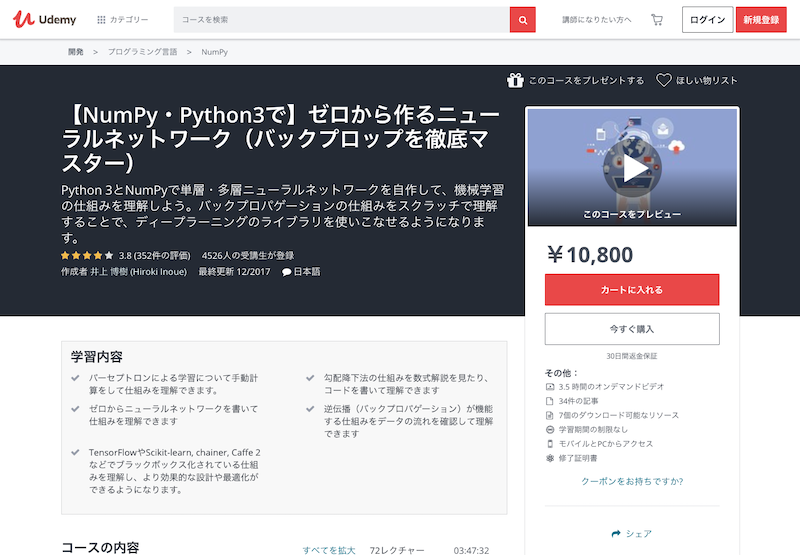 Udemy
カテゴリー
コースを検索
講師になりたい方へ
ログイン
新規登録
開発 > プログラミング言語 > NumPy
このコースをプレゼントする
ほしい物リスト
【NumPy・Python3で】ゼロから作るニュー
ラルネットワーク（バックプロップを徹底マ
スター）
Python 3とNumPyで単層・多層ニューラルネットワークを自作して、機械学習
の仕組みを理解しよう。バックプロパゲーションの仕組みをスクラッチで理解
することで、ディープラーニングのライブラリを使いこなせるようになりま
す。
3.8 (352件の評価) 4526人の受講生が登録
作成者 井上 博樹 (Hiroki Inoue) 最終更新 12/2017 日本語
このコースをプレビュー
¥10,800
カートに入れる
今すぐ購入
30日間返金保証
その他：
3.5 時間のオンデマンドビデオ
34件の記事
7個のダウンロード可能なリソース
学習期間の制限なし
モバイルとPCからアクセス
修了証明書
クーポンをお持ちですか?
シェア
学習内容
パーセプトロンによる学習について手動計
算をして仕組みを理解できます。
ゼロからニューラルネットワークを書いて
仕組みを理解できます
TensorFlowやScikit-learn, chainer, Caffe 2
などでブラックボックス化されている仕組
みを理解し、より効果的な設計や最適化が
できるようになります。
勾配降下法の仕組みを数式解説を見たり、
コードを書いて理解できます
逆伝播（バックプロパゲーション）が機能
する仕組みをデータの流れを確認して理解
できます
コースの内容
すべてを拡大
72レクチャー
03:47:32